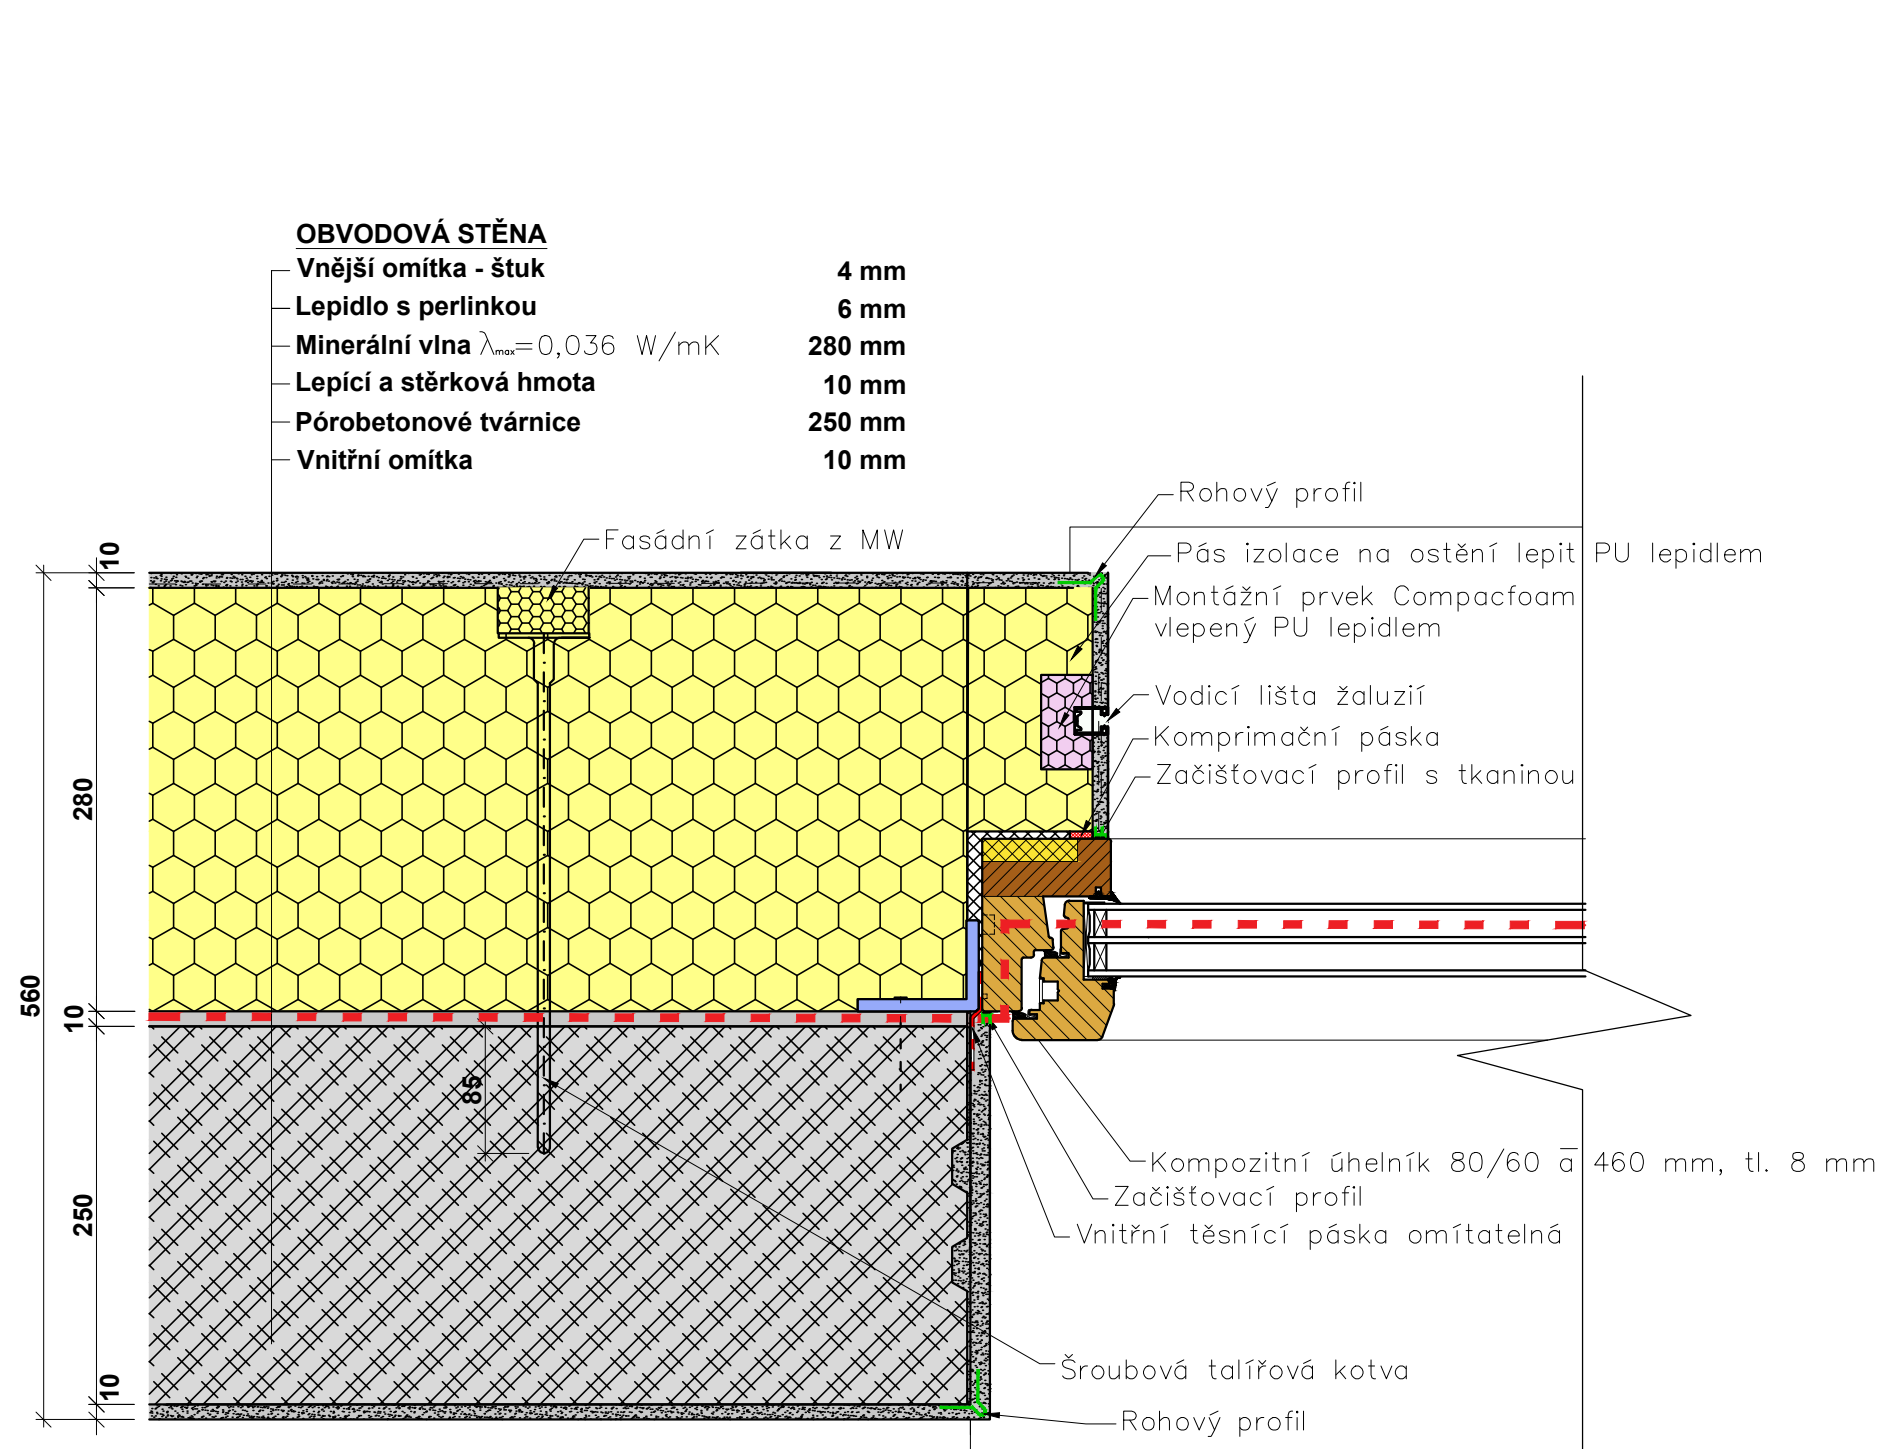 OBVODOVÁ STĚNA
Vnější omítka - štuk 4 mm
Lepidlo s perlinkou 6 mm
Minerální vlna λmax=0,036 W/mK 280 mm
Lepící a stěrková hmota 10 mm
Pórobetonové tvárnice 250 mm
Vnitřní omítka 10 mm
Rohový profil
Fasádní zátka z MW
Pás izolace na ostění lepit PU lepidlem
Montážní prvek Compacfoam
vlepený PU lepidlem
Vodicí lišta žaluzií
Komprimační páska
Začišťovací profil s tkaninou
10
280
560
10
85
250
10
Kompozitní úhelník 80/60 ā 460 mm, tl. 8 mm
Začišťovací profil
Vnitřní těsnící páska omítatelná
Šroubová talířová kotva
Rohový profil